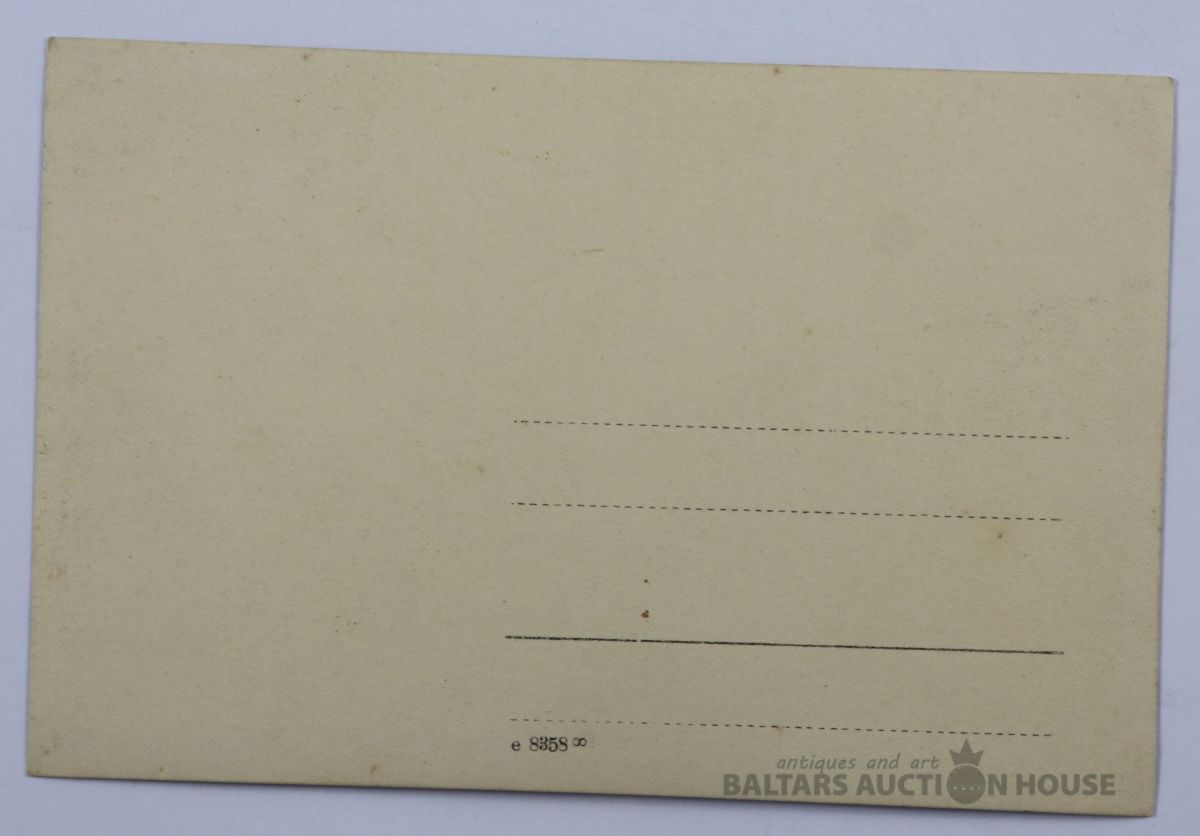 e 8358 ∞
antiques and art
BALTARS AUCTION HOUSE